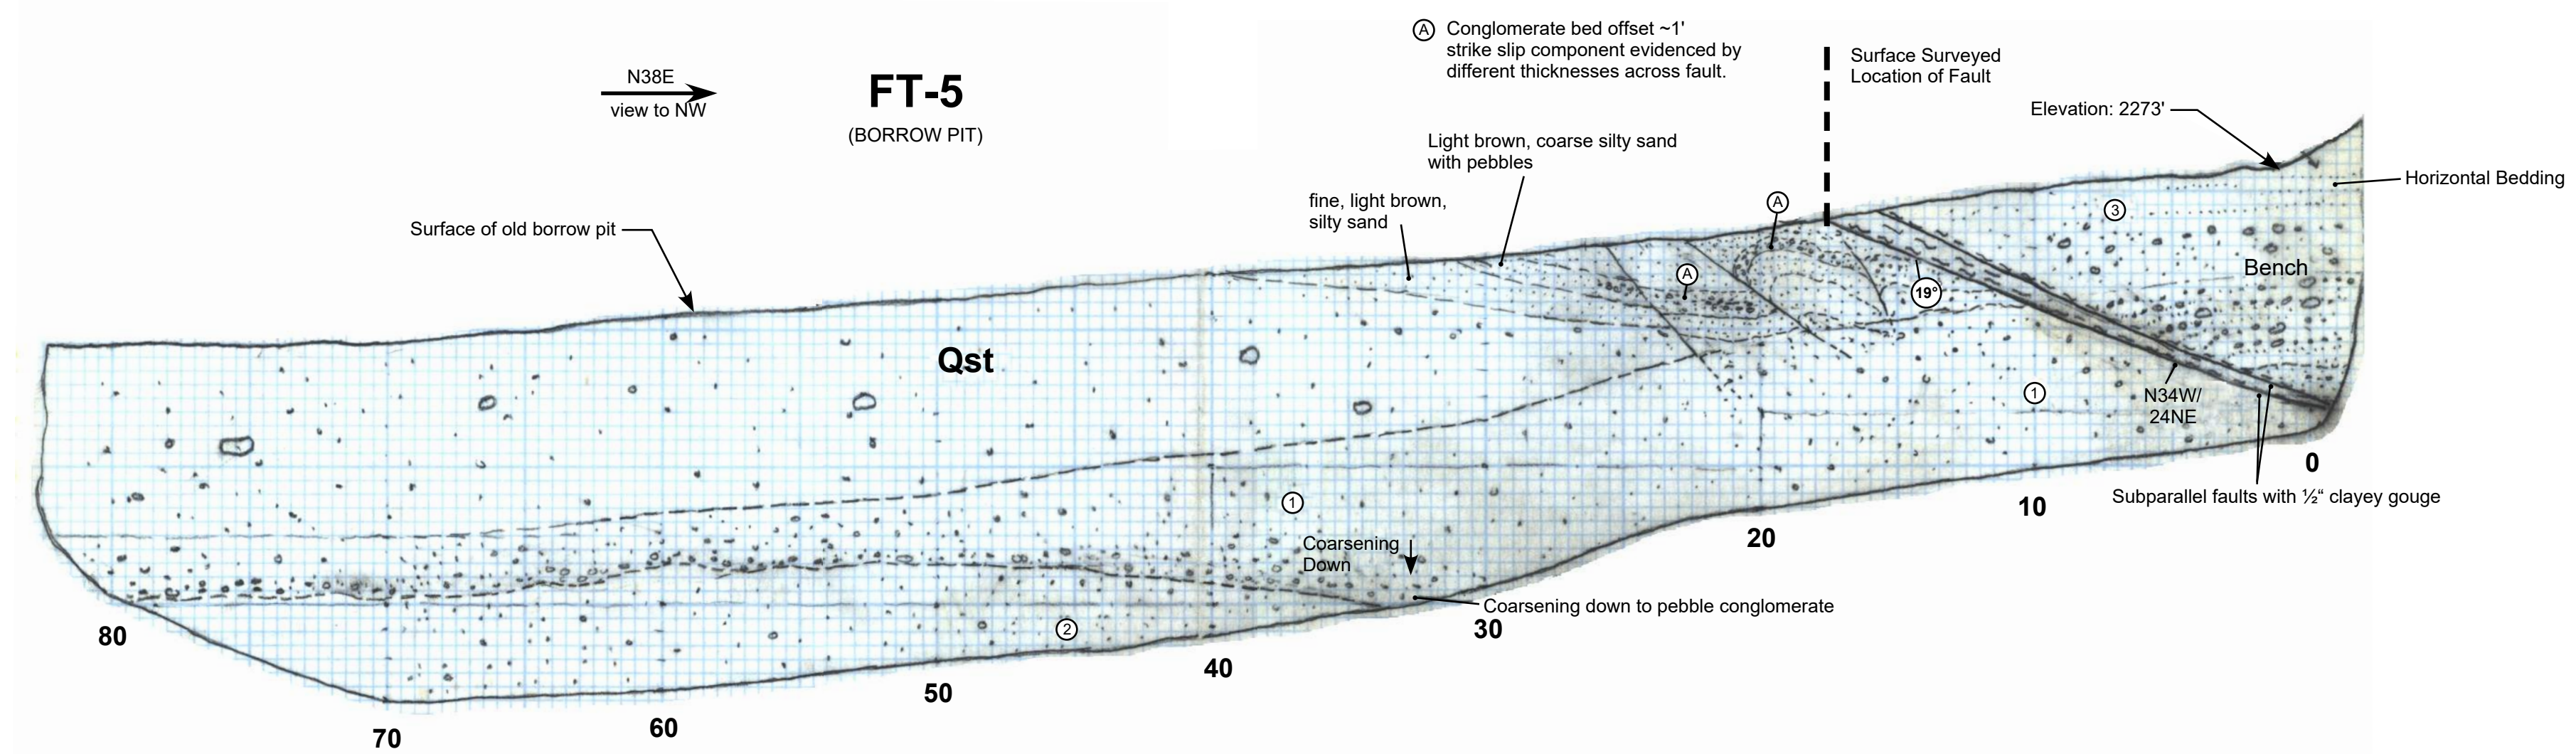 Ⓐ Conglomerate bed offset ~1'
strike slip component evidenced by
different thicknesses across fault.
Surface Surveyed
Location of Fault
N38E
view to NW
FT-5
(BORROW PIT)
Elevation: 2273'
Light brown, coarse silty sand
with pebbles
Horizontal Bedding
fine, light brown,
silty sand
Surface of old borrow pit
Ⓐ
③
Ⓐ
Bench
19°
Qst
①
N34W/
24NE
0
Subparallel faults with ½“ clayey gouge
①
10
20
Coarsening
Down
Coarsening down to pebble conglomerate
②
30
80
40
50
60
70